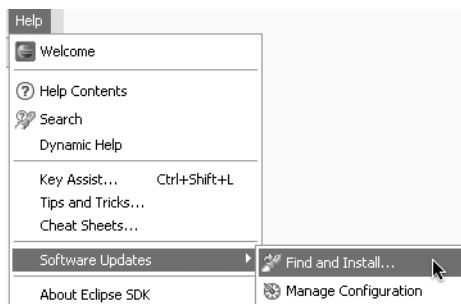 Help
Welcome
Help Contents
Search
Dynamic Help
Key Assist... Ctrl+Shift+L
Tips and Tricks...
Cheat Sheets...
Software Updates
Find and Install...
Manage Configuration
About Eclipse SDK